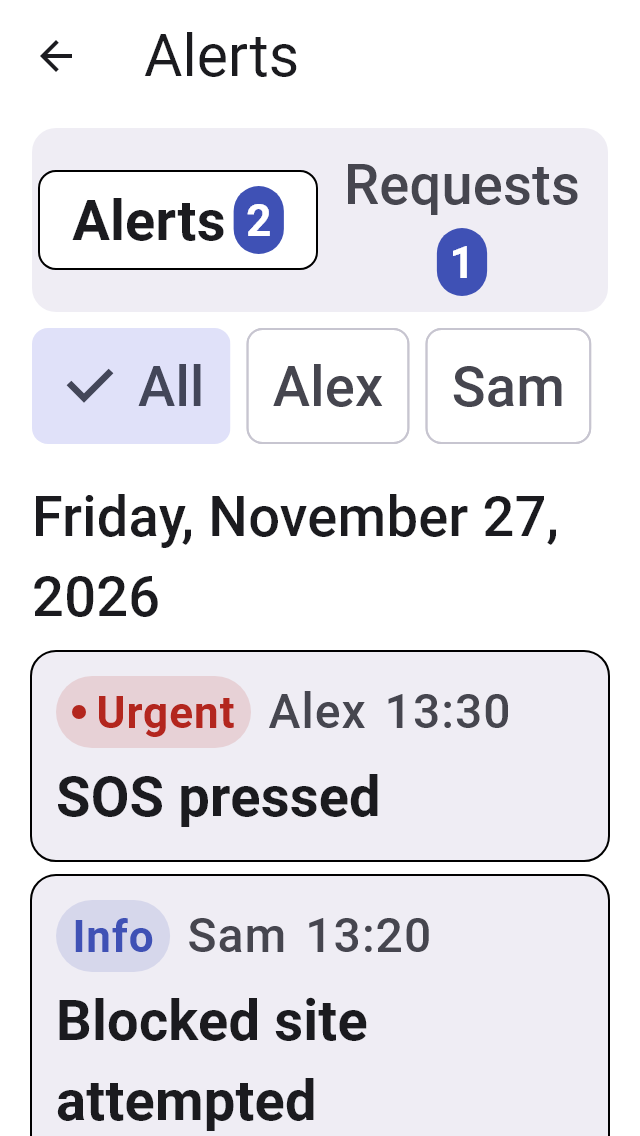 Alerts
Alerts 2
Requests
1
All Alex Sam
Friday, November 27,
2026
• Urgent Alex 13:30
SOS pressed
Info Sam 13:20
Blocked site
attempted